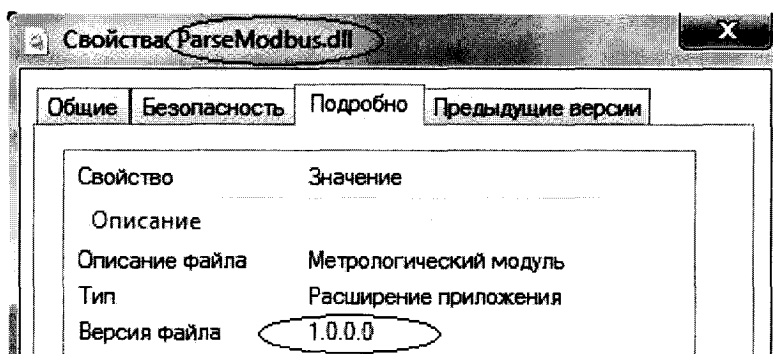 Свойства: ParseModbus.dll
X
Общие Безопасность Подробно Предыдущие версии
Свойство Значение
Описание
Описание файла Метрологический модуль
Тип Расширение приложения
Версия файла 1.0.0.0